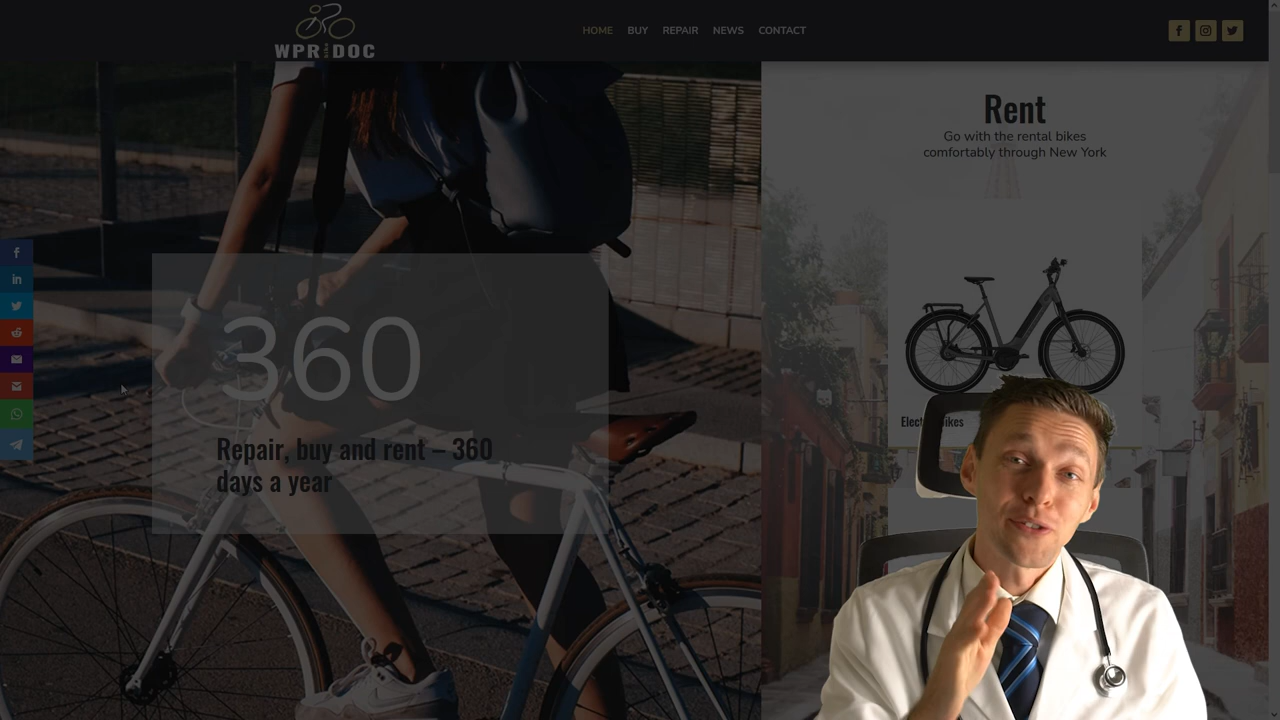 WPR bike DOC
HOME BUY REPAIR NEWS CONTACT
Rent
Go with the rental bikes
comfortably through New York
360
Repair, buy and rent – 360
days a year